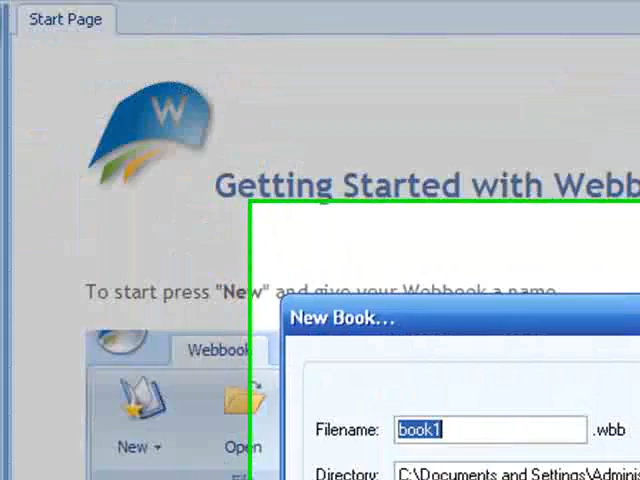 Start Page
W
Getting Started with Webb
To start press "New" and give your Webbook a name
New Book...
Webbook
Filename: book1 .wbb
New Open
Directory: C:\Documents and Settings\Adminis